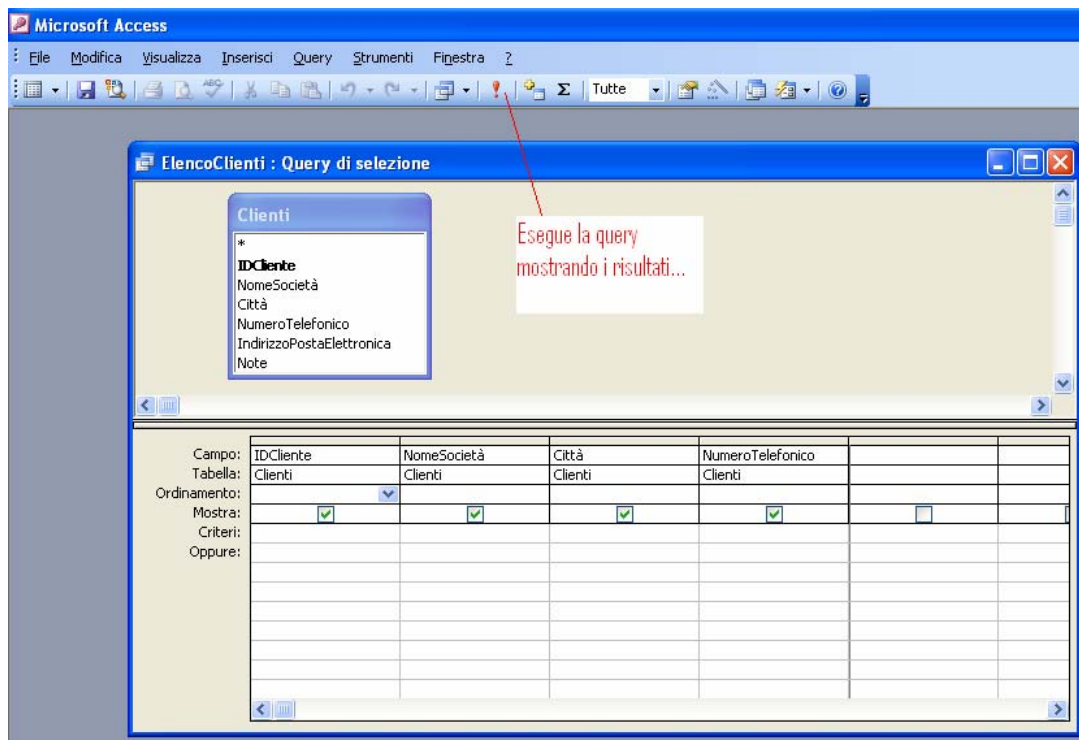 Microsoft Access
File Modifica Visualizza Inserisci Query Strumenti Finestra ?
ABC Σ Tutte ?
ElencoClienti : Query di selezione
Clienti
*
IDCliente
NomeSocietà
Città
NumeroTelefonico
IndirizzoPostaElettronica
Note
Esegue la query
mostrando i risultati...
Campo: IDCliente NomeSocietà Città NumeroTelefonico
Tabella: Clienti Clienti Clienti Clienti
Ordinamento:
Mostra:
Criteri:
Oppure: